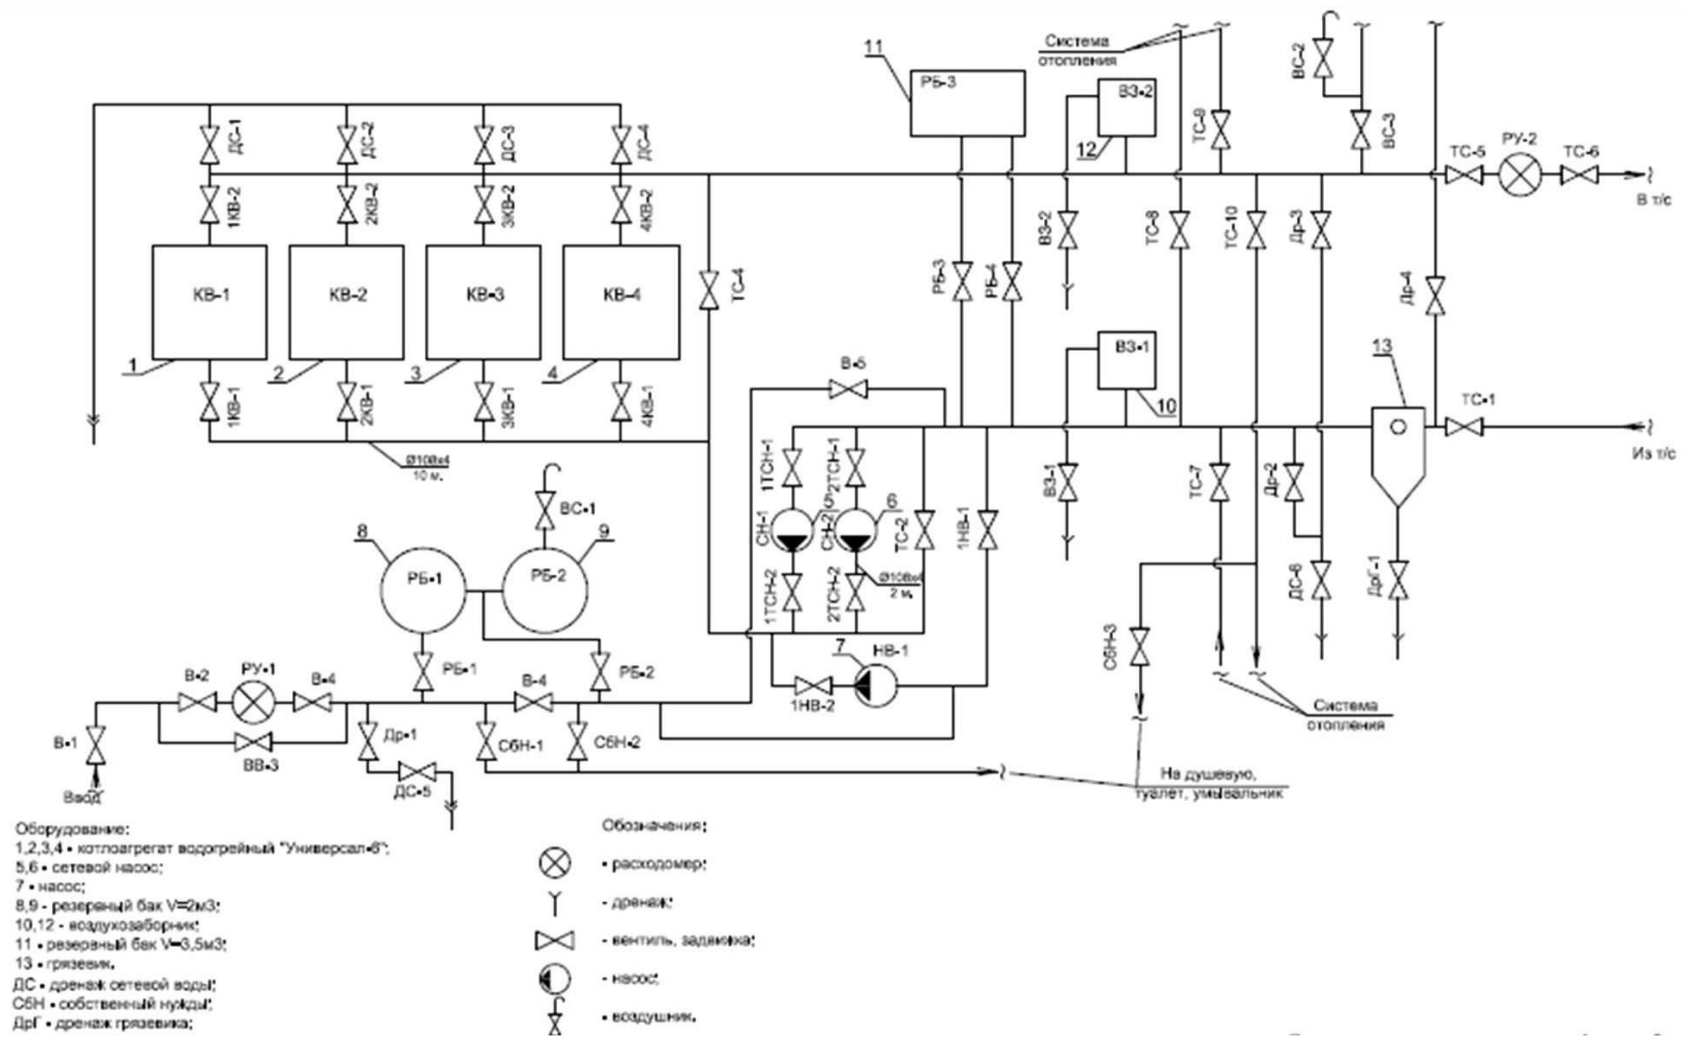 11
РБ-3
Система
отопления
ВЗ-2
12
ВС-2
ВС-3
ТС-9
ТС-5
РУ-2
ТС-6
В т/с
ДС-1
ДС-2
ДС-3
ДС-4
1КВ-2
2КВ-2
3КВ-2
4КВ-2
КВ-1
КВ-2
КВ-3
КВ-4
1
2
3
4
1КВ-1
2КВ-1
3КВ-1
4КВ-1
Ø108х4
10 м.
ТС-4
РБ-3
РБ-4
ВЗ-2
ТС-8
ТС-10
Др-3
Др-4
ВЗ-1
10
13
ТС-1
Из т/с
В-5
1ТСН-1
2ТСН-1
СН-1
5
СН-2
6
ТС-2
1НВ-1
ВЗ-1
ТС-7
Др-2
1ТСН-2
2ТСН-2
Ø108х4
2 м.
ДС-6
ДрГ-1
8
РБ-1
ВС-1
9
РБ-2
7
НВ-1
1НВ-2
СбН-3
В-2
РУ-1
В-4
РБ-1
В-4
РБ-2
В-1
ВВ-3
Ввод
Др-1
ДС-5
СбН-1
СбН-2
Система
отопления
На душевую,
туалет, умывальник
Оборудование:
1,2,3,4 - котлоагрегат водогрейный "Универсал-6";
5,6 - сетевой насос;
7 - насос;
8,9 - резервный бак V=2м3;
10,12 - воздухозаборник;
11 - резервный бак V=3,5м3;
13 - грязевик.
ДС - дренаж сетевой воды;
СбН - собственный нужды;
ДрГ - дренаж грязевика;
Обозначения:
- расходомер;
- дренаж;
- вентиль, задвижка;
- насос;
- воздушник.